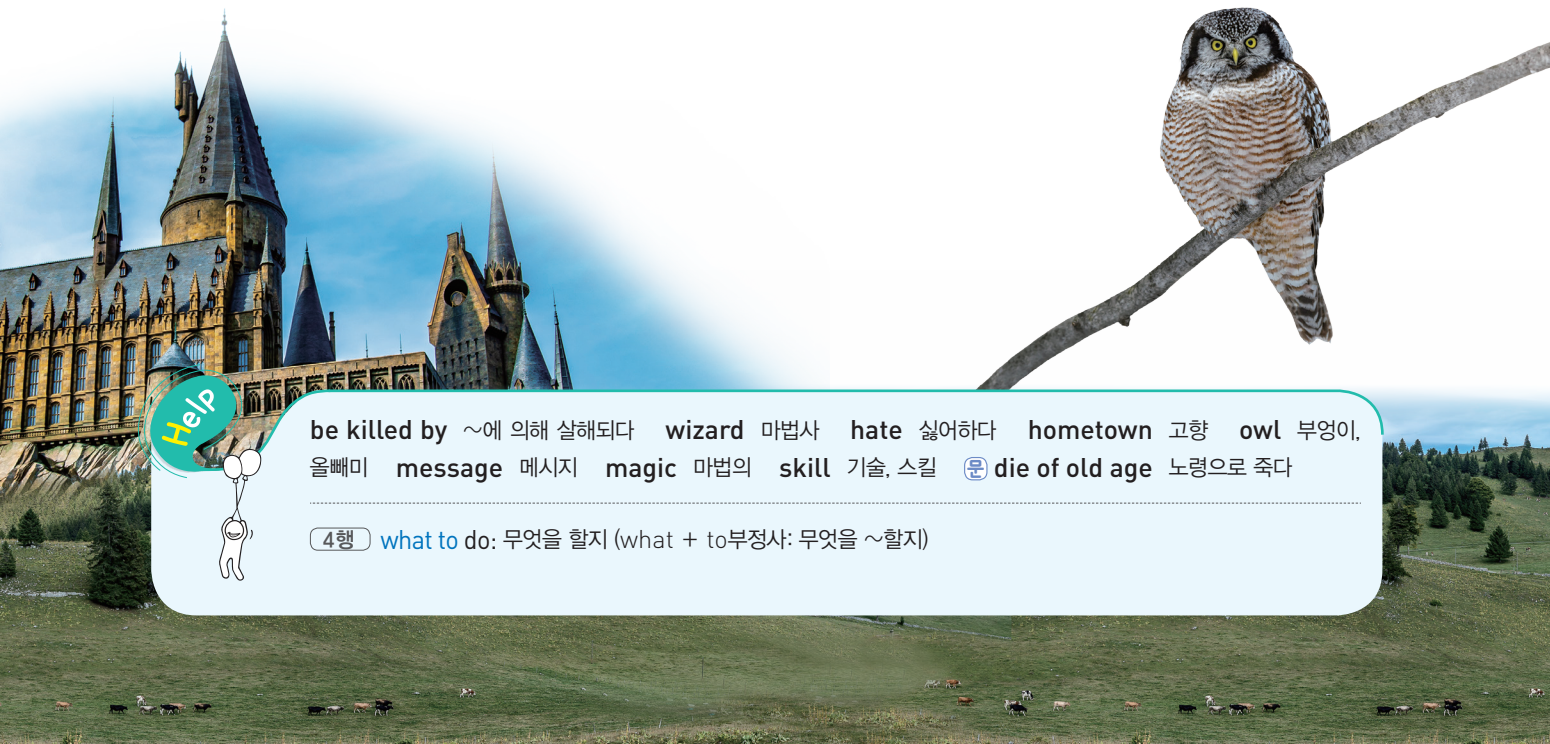 Help
be killed by ~에 의해 살해되다 wizard 마법사 hate 싫어하다 hometown 고향 owl 부엉이,
올빼미 message 메시지 magic 마법의 skill 기술, 스킬 문 die of old age 노령으로 죽다
4행 what to do: 무엇을 할지 (what + to부정사: 무엇을 ~할지)